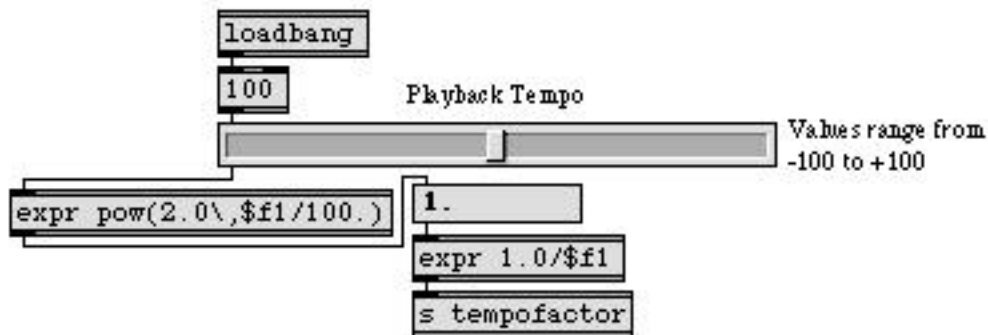 loadbang
100
Playback Tempo
Values range from
-100 to +100
expr pow(2.0\,$f1/100.)
1.
expr 1.0/$f1
s tempofactor